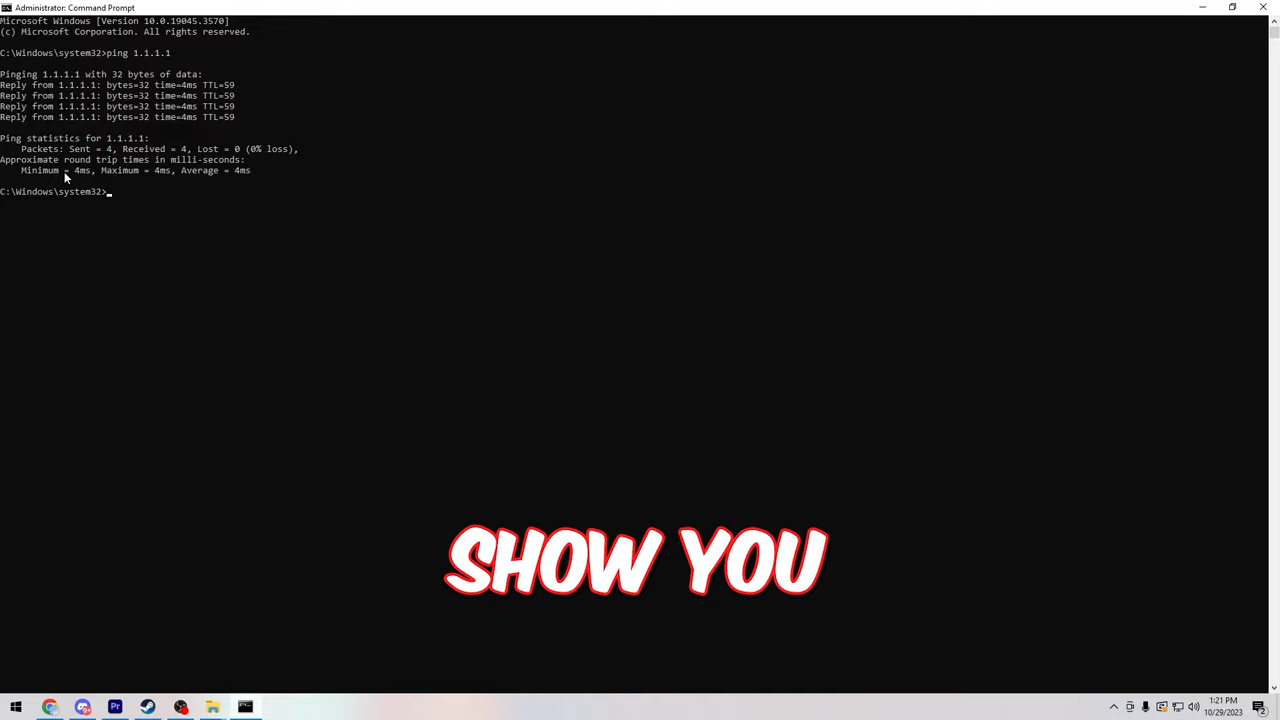 Administrator: Command Prompt
Microsoft Windows [Version 10.0.19045.3570]
(c) Microsoft Corporation. All rights reserved.
C:\Windows\system32>ping 1.1.1.1
Pinging 1.1.1.1 with 32 bytes of data:
Reply from 1.1.1.1: bytes=32 time=4ms TTL=59
Reply from 1.1.1.1: bytes=32 time=4ms TTL=59
Reply from 1.1.1.1: bytes=32 time=4ms TTL=59
Reply from 1.1.1.1: bytes=32 time=4ms TTL=59
Ping statistics for 1.1.1.1:
Packets: Sent = 4, Received = 4, Lost = 0 (0% loss),
Approximate round trip times in milli-seconds:
Minimum = 4ms, Maximum = 4ms, Average = 4ms
C:\Windows\system32>
SHOW YOU
Pr
1:21 PM
10/29/2023
2